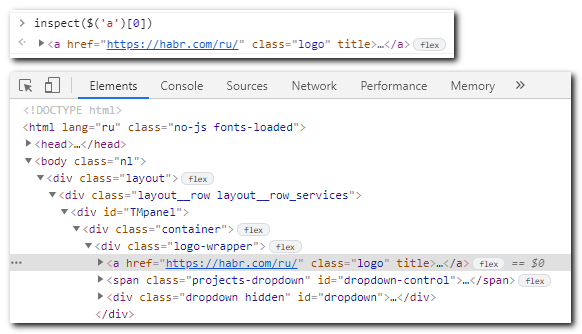 > inspect($('a')[0])
<· ▶<a href="https://habr.com/ru/" class="logo" title>…</a> flex
Elements Console Sources Network Performance Memory »
<!DOCTYPE html>
<html lang="ru" class="no-js fonts-loaded">
▶<head>…</head>
▼<body class="nl">
▼<div class="layout"> flex
▼<div class="layout__row layout__row_services">
▼<div id="TMpanel">
▼<div class="container"> flex
▼<div class="logo-wrapper"> flex
… ▶<a href="https://habr.com/ru/" class="logo" title>…</a> flex == $0
▶<span class="projects-dropdown" id="dropdown-control">…</span> flex
▶<div class="dropdown hidden" id="dropdown">…</div>
</div>